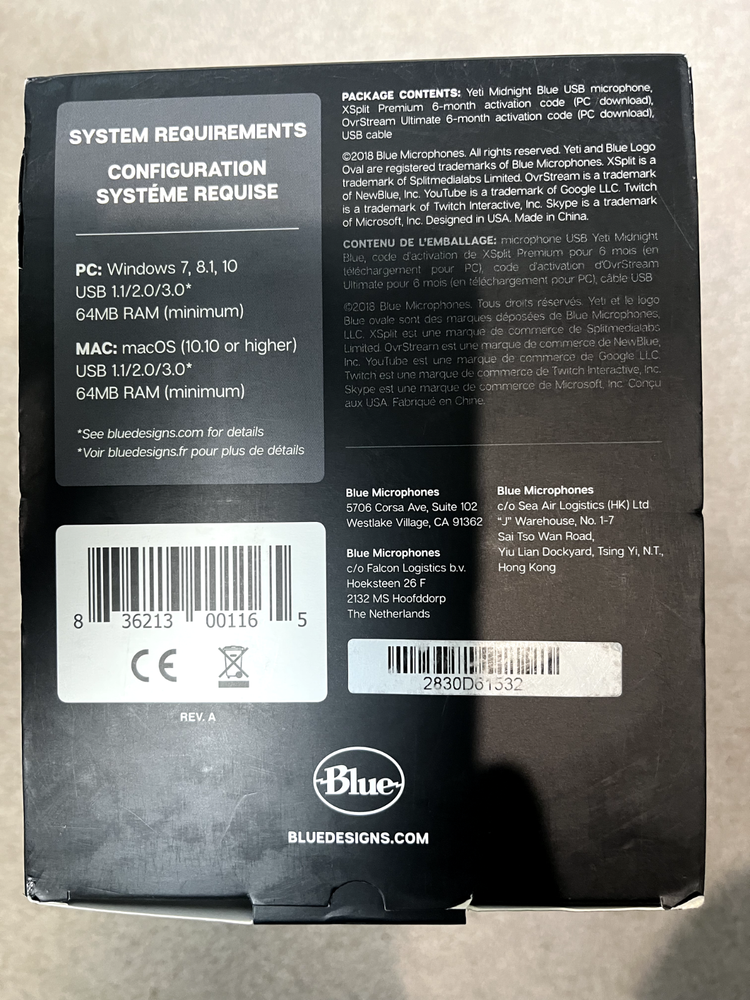 SYSTEM REQUIREMENTS
CONFIGURATION
SYSTÉME REQUISE
PC: Windows 7, 8.1, 10
USB 1.1/2.0/3.0*
64MB RAM (minimum)
MAC: macOS (10.10 or higher)
USB 1.1/2.0/3.0*
64MB RAM (minimum)
*See bluedesigns.com for details
*Voir bluedesigns.fr pour plus de détails
PACKAGE CONTENTS: Yeti Midnight Blue USB microphone,
XSplit Premium 6-month activation code (PC download),
OvrStream Ultimate 6-month activation code (PC download),
USB cable
©2018 Blue Microphones. All rights reserved. Yeti and Blue Logo
Oval are registered trademarks of Blue Microphones. XSplit is a
trademark of Splitmedialabs Limited. OvrStream is a trademark
of NewBlue, Inc. YouTube is a trademark of Google LLC. Twitch
is a trademark of Twitch Interactive, Inc. Skype is a trademark
of Microsoft, Inc. Designed in USA. Made in China.
CONTENU DE L'EMBALLAGE: microphone USB Yeti Midnight
Blue, code d'activation de XSplit Premium pour 6 mois (en
téléchargement pour PC), code d'activation d'OvrStream
Ultimate pour 6 mois (en téléchargement pour PC), câble USB
©2018 Blue Microphones. Tous droits réservés. Yeti et le logo
Blue ovale sont des marques déposées de Blue Microphones,
LLC. XSplit est une marque de commerce de Splitmedialabs
Limited. OvrStream est une marque de commerce de NewBlue,
Inc. YouTube est une marque de commerce de Google LLC.
Twitch est une marque de commerce de Twitch Interactive, Inc.
Skype est une marque de commerce de Microsoft, Inc. Conçu
aux USA. Fabriqué en Chine.
Blue Microphones
5706 Corsa Ave, Suite 102
Westlake Village, CA 91362
Blue Microphones
c/o Falcon Logistics b.v.
Hoeksteen 26 F
2132 MS Hoofddorp
The Netherlands
Blue Microphones
c/o Sea Air Logistics (HK) Ltd
"J" Warehouse, No. 1-7
Sai Tso Wan Road,
Yiu Lian Dockyard, Tsing Yi, N.T.,
Hong Kong
8 36213 00116 5
CE
REV. A
2830D61532
Blue
BLUEDESIGNS.COM